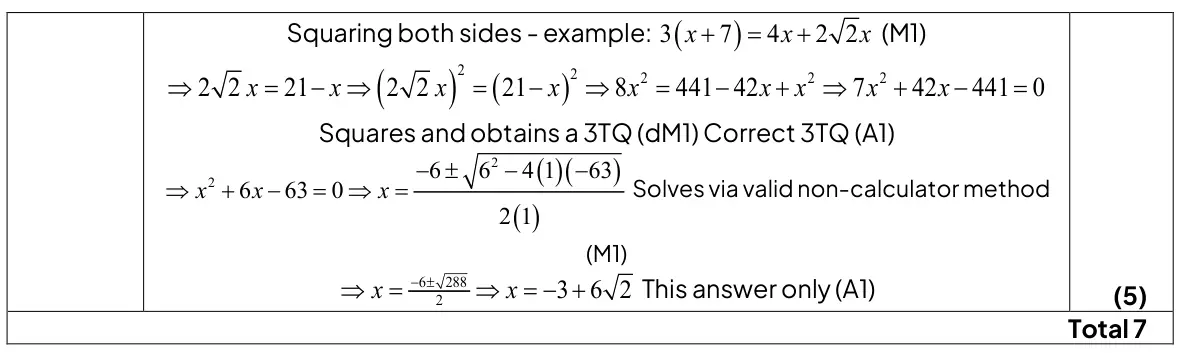 Squaring both sides - example: 3(x + 7) = 4x + 2√2x (M1)
⇒ 2√2 x = 21 − x ⇒ (2√2 x)² = (21 − x)² ⇒ 8x² = 441 − 42x + x² ⇒ 7x² + 42x − 441 = 0
Squares and obtains a 3TQ (dM1) Correct 3TQ (A1)
⇒ x² + 6x − 63 = 0 ⇒ x = (−6 ± √(6² − 4(1)(−63))) / 2(1) Solves via valid non-calculator method
(M1)
⇒ x = (−6 ± √288) / 2 ⇒ x = −3 + 6√2 This answer only (A1)
(5)
Total 7